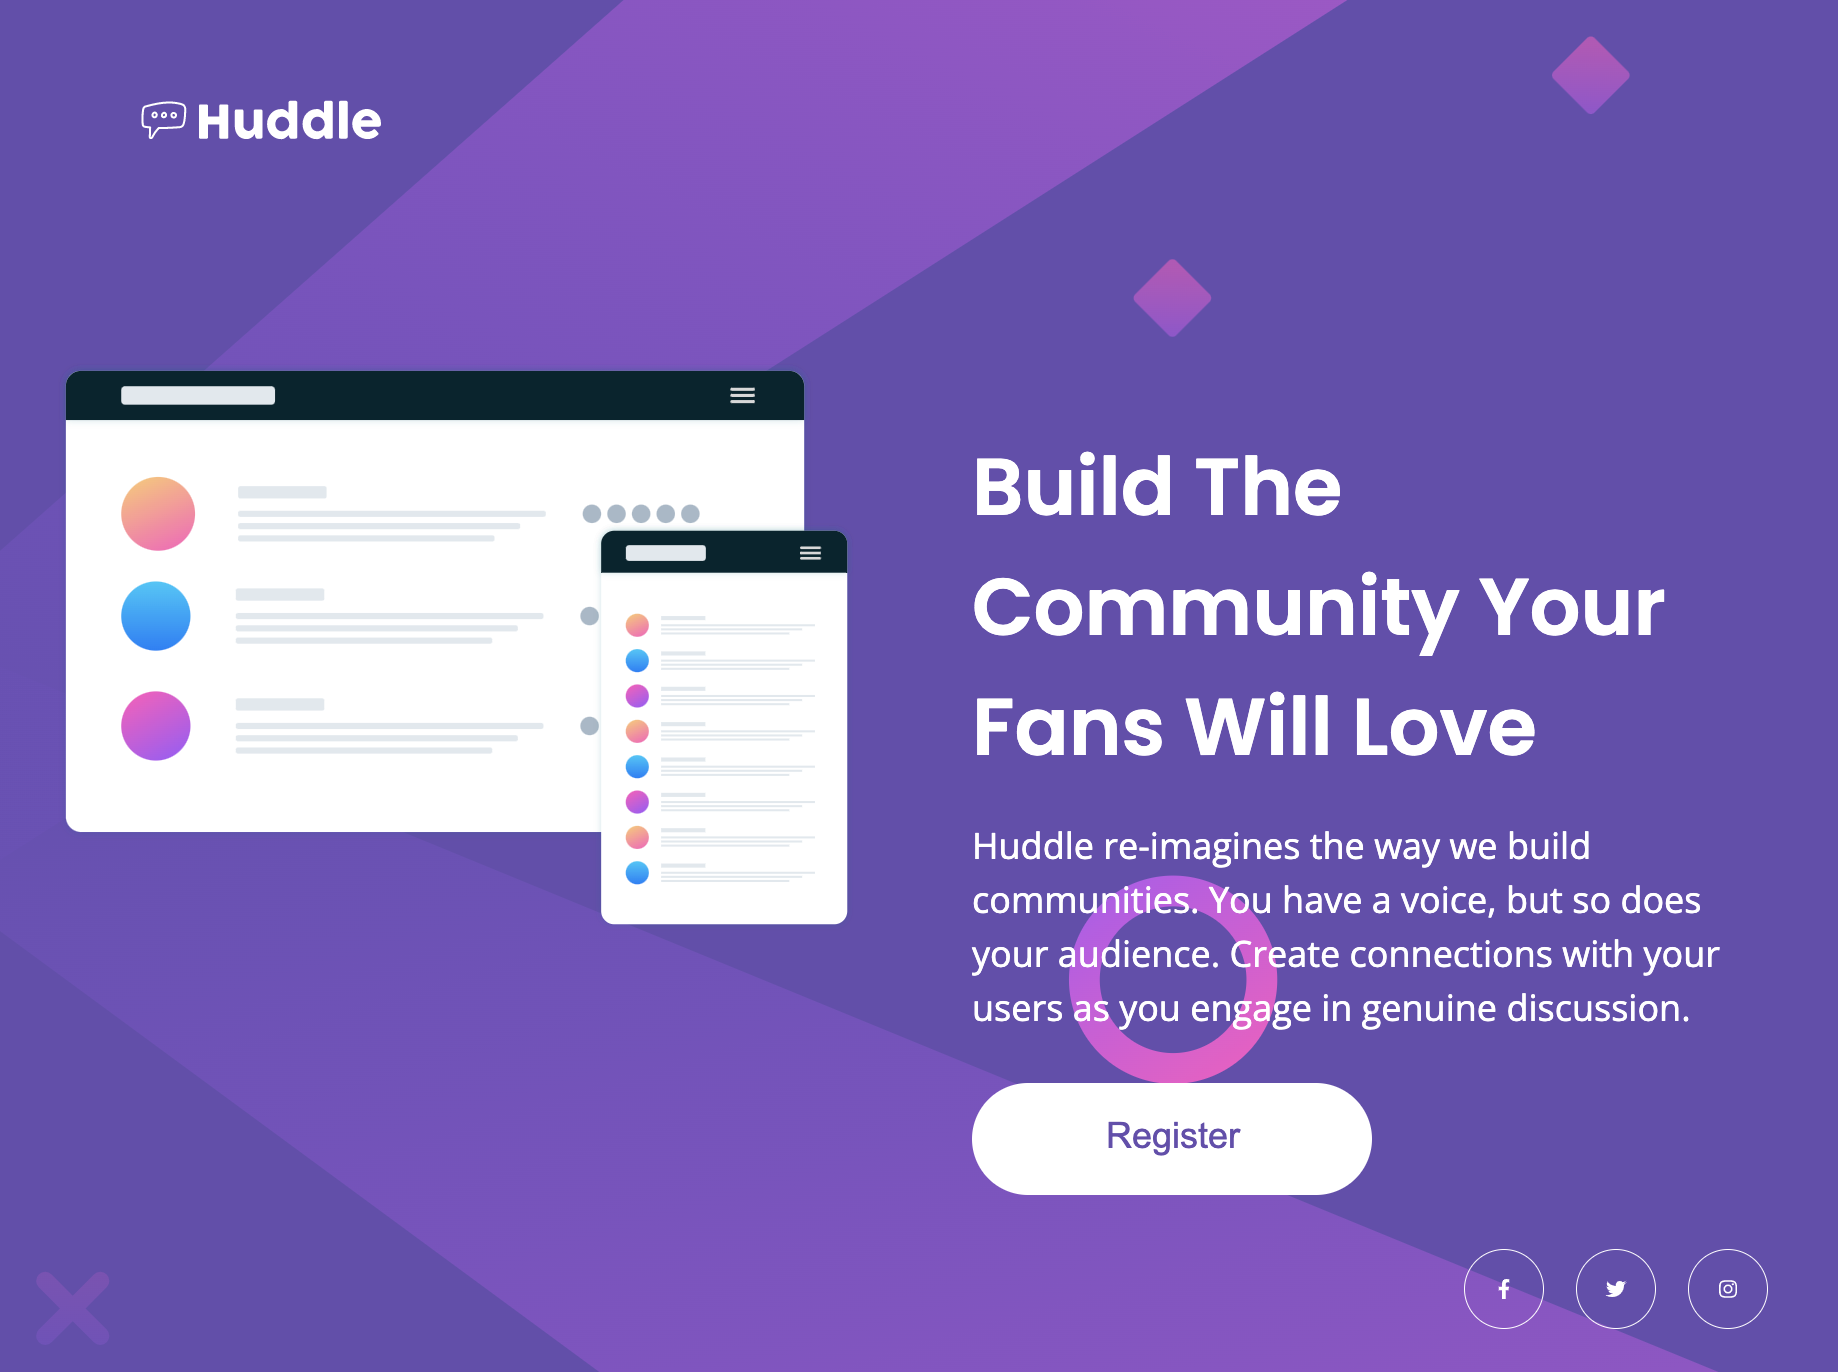 Huddle
Build The
Community Your
Fans Will Love
Huddle re-imagines the way we build
communities. You have a voice, but so does
your audience. Create connections with your
users as you engage in genuine discussion.
Register